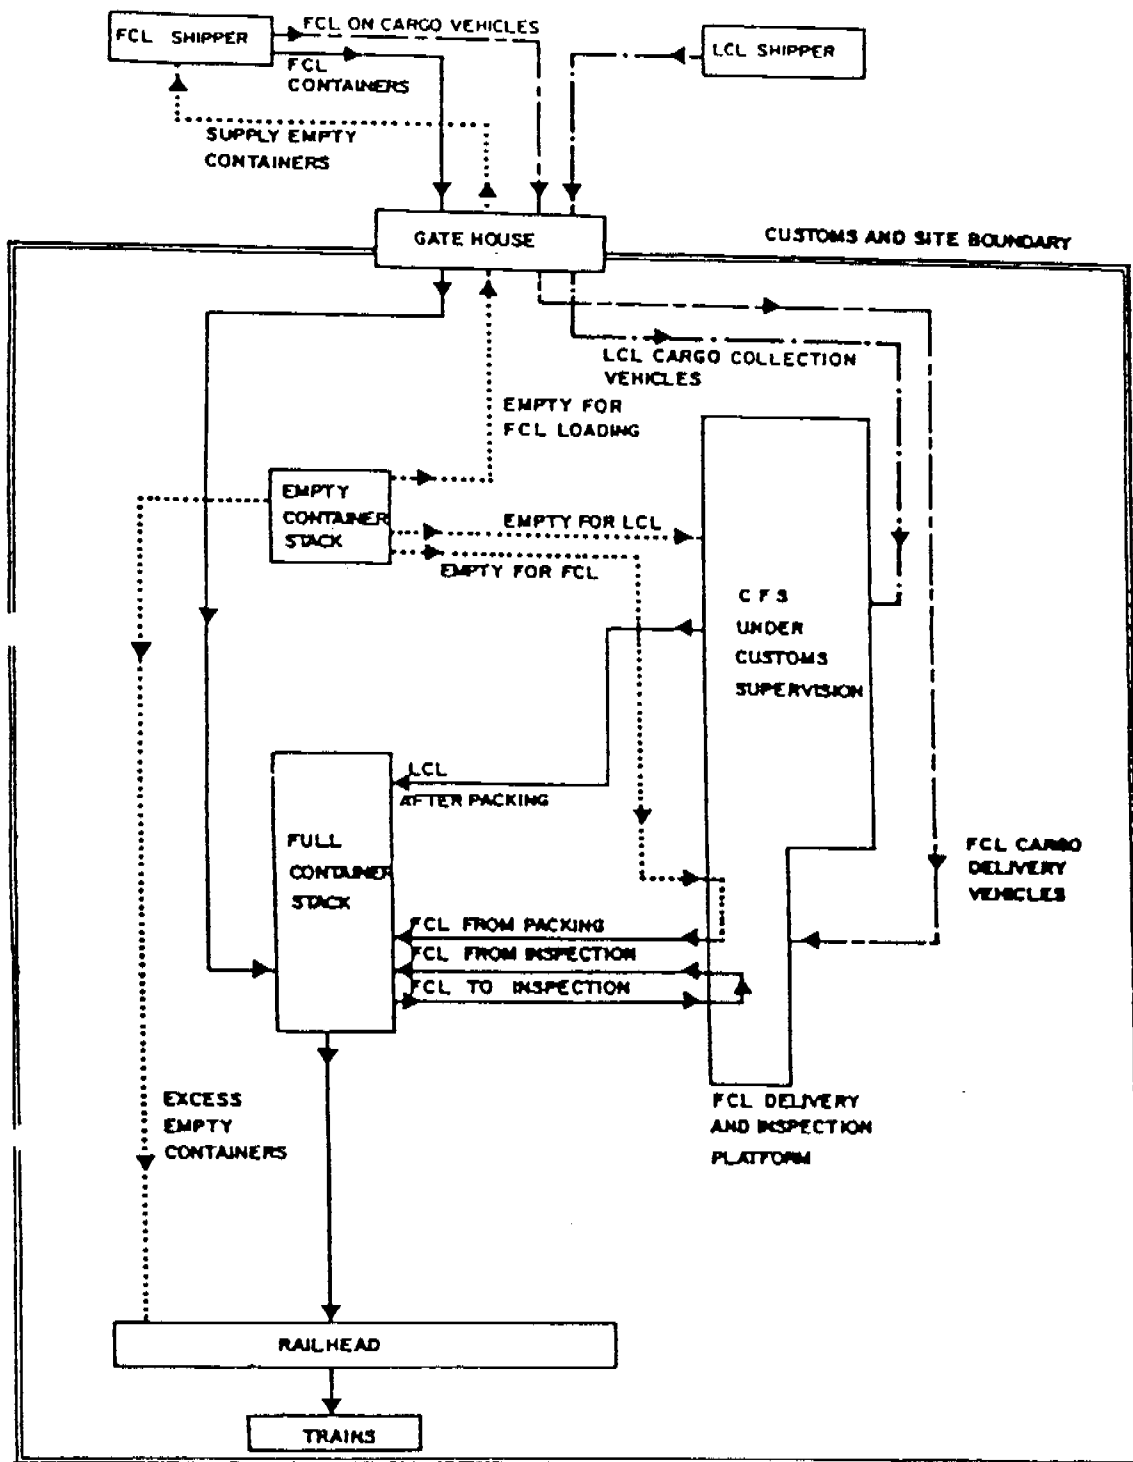 FCL ON CARGO VEHICLES
FCL SHIPPER
LCL SHIPPER
FCL
CONTAINERS
SUPPLY EMPTY
CONTAINERS
GATE HOUSE
CUSTOMS AND SITE BOUNDARY
LCL CARGO COLLECTION
VEHICLES
EMPTY FOR
FCL LOADING
EMPTY
CONTAINER
STACK
EMPTY FOR LCL
EMPTY FOR FCL
C F S
UNDER
CUSTOMS
SUPERVISION
LCL
AFTER PACKING
FULL
CONTAINER
STACK
FCL CARGO
DELIVERY
VEHICLES
FCL FROM PACKING
FCL FROM INSPECTION
FCL TO INSPECTION
EXCESS
EMPTY
CONTAINERS
FCL DELIVERY
AND INSPECTION
PLATFORM
RAILHEAD
TRAINS